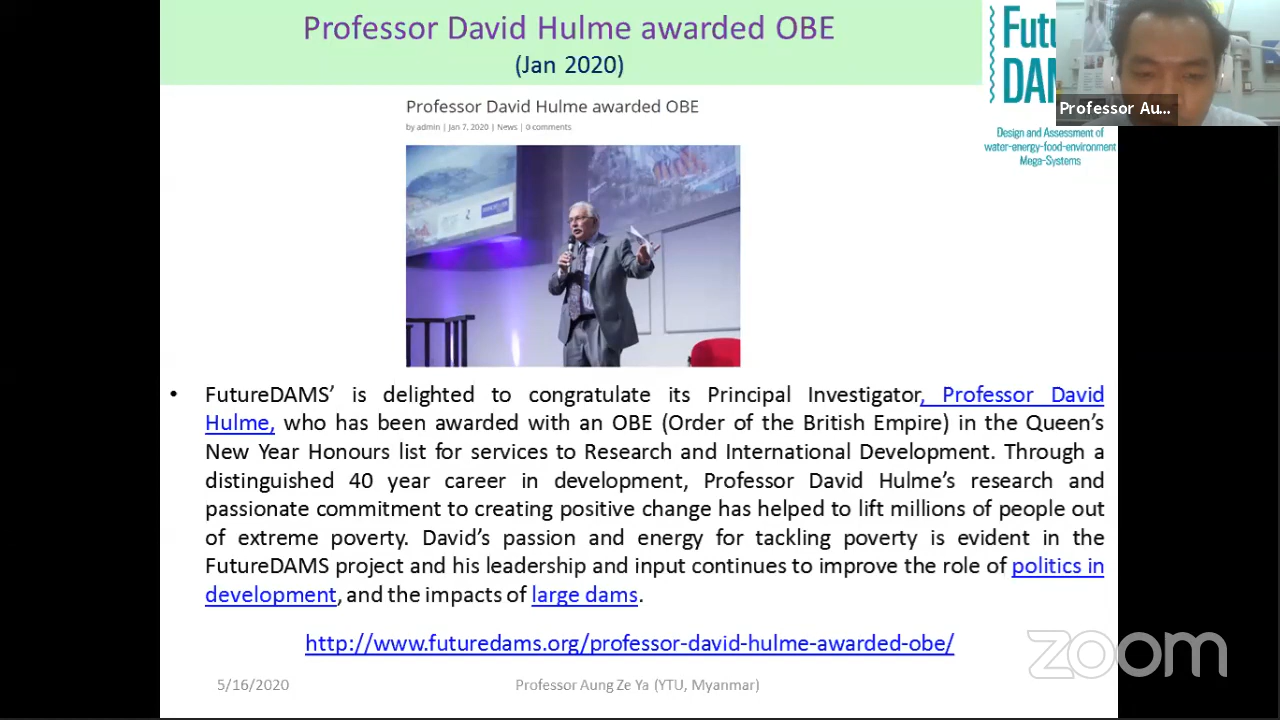 Professor David Hulme awarded OBE
(Jan 2020)
Professor David Hulme awarded OBE
by admin | Jan 7, 2020 | News | 0 comments
Professor Au...
Design and Assessment of
water-energy-food-environment
Mega-Systems
• FutureDAMS’ is delighted to congratulate its Principal Investigator, Professor David
Hulme, who has been awarded with an OBE (Order of the British Empire) in the Queen’s
New Year Honours list for services to Research and International Development. Through a
distinguished 40 year career in development, Professor David Hulme’s research and
passionate commitment to creating positive change has helped to lift millions of people out
of extreme poverty. David’s passion and energy for tackling poverty is evident in the
FutureDAMS project and his leadership and input continues to improve the role of politics in
development, and the impacts of large dams.
http://www.futuredams.org/professor-david-hulme-awarded-obe/
zoom
5/16/2020
Professor Aung Ze Ya (YTU, Myanmar)